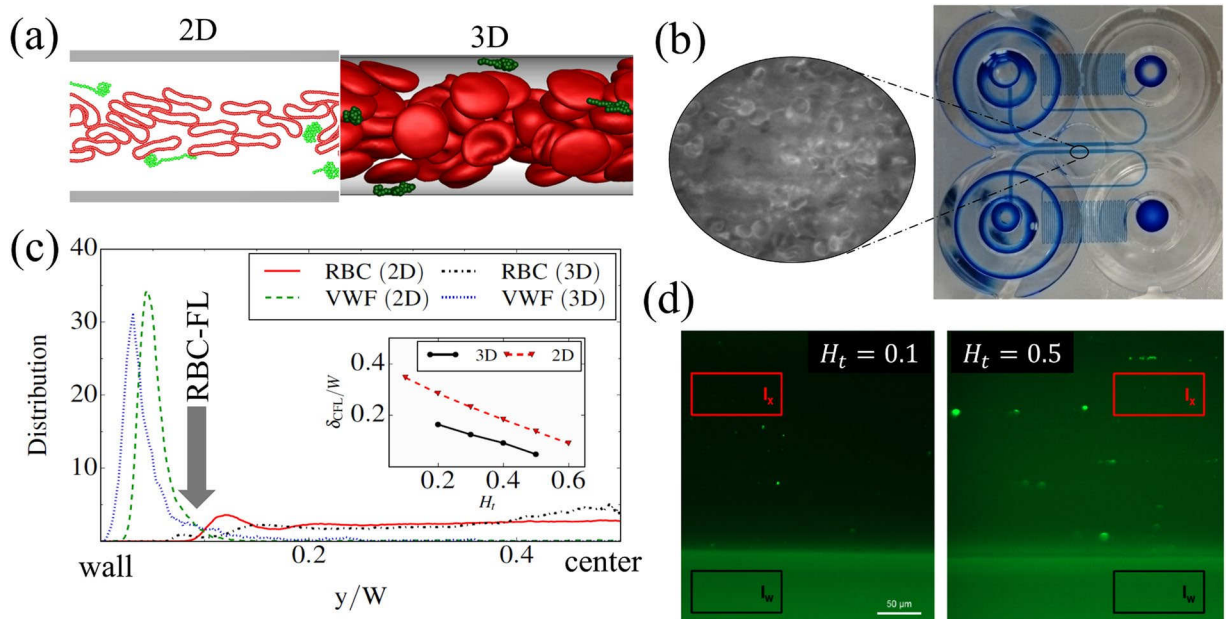 (a)
2D
3D
(b)
(c)
40
30
20
10
Distribution
RBC (2D)
RBC (3D)
VWF (2D)
VWF (3D)
RBC-FL
3D
2D
0.4
0.2
δCFL/W
0.2
0.4
0.6
Ht
0.2
0.4
wall
center
y/W
(d)
Ht = 0.1
Ht = 0.5
Ix
Ix
Iw
Iw
50 μm